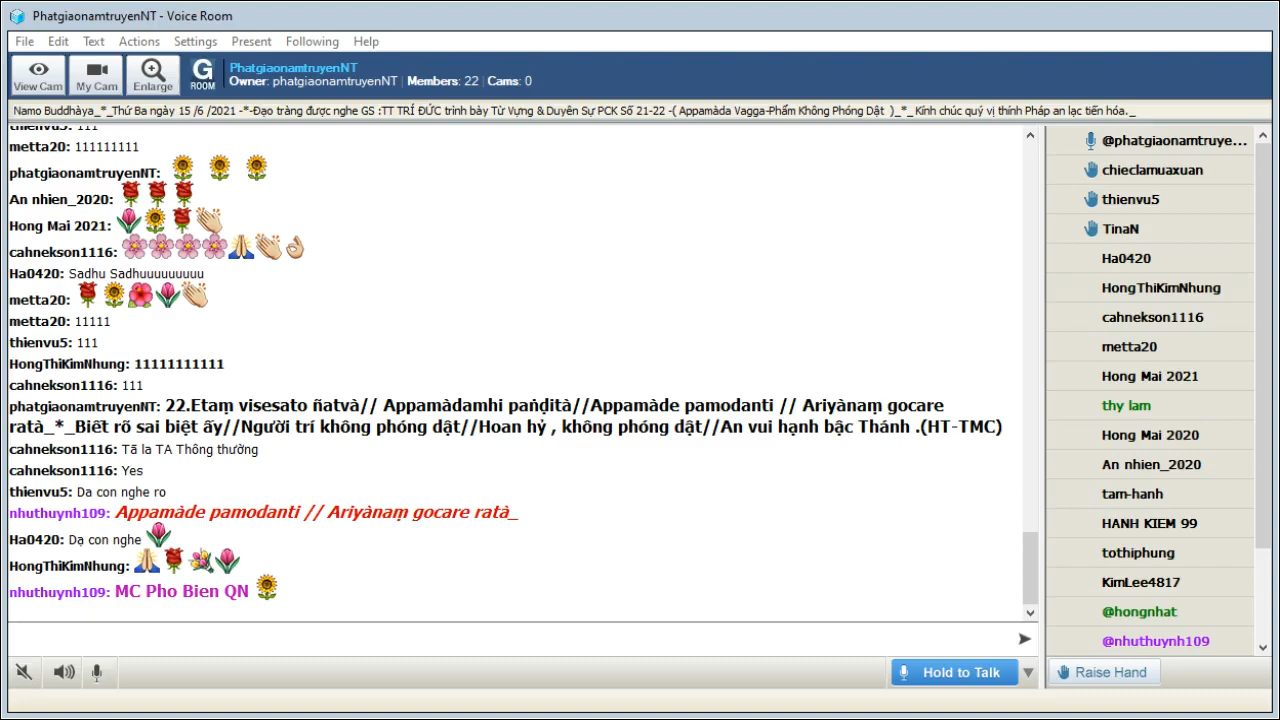 PhatgiaonamtruyenNT - Voice Room
File Edit Text Actions Settings Present Following Help
View Cam My Cam Enlarge G ROOM
PhatgiaonamtruyenNT
Owner: phatgiaonamtruyenNT | Members: 22 | Cams: 0
Namo Buddhàya_*_Thứ Ba ngày 15 /6 /2021 -*-Đạo tràng được nghe GS :TT TRÍ ĐỨC trình bày Từ Vựng & Duyên Sự PCK Số 21-22 -( Appamàda Vagga-Phẩm Không Phóng Dật )_*_ Kính chúc quý vị thính Pháp an lạc tiến hóa._
thienvu5: 111
metta20: 111111111
phatgiaonamtruyenNT:
An nhien_2020:
Hong Mai 2021:
cahnekson1116:
Ha0420: Sadhu Sadhuuuuuuuuu
metta20:
metta20: 11111
thienvu5: 111
HongThiKimNhung: 11111111111
cahnekson1116: 111
phatgiaonamtruyenNT: 22.Etaṃ visesato ñatvà// Appamàdamhi paṅḍità//Appamàde pamodanti // Ariyànaṃ gocare
ratà_*_Biết rõ sai biệt ấy//Người trí không phóng dật//Hoan hỷ , không phóng dật//An vui hạnh bậc Thánh .(HT-TMC)
cahnekson1116: Tã la TA Thông thường
cahnekson1116: Yes
thienvu5: Da con nghe ro
nhuthuynh109: Appamàde pamodanti // Ariyànaṃ gocare ratà_
Ha0420: Dạ con nghe
HongThiKimNhung:
nhuthuynh109: MC Pho Bien QN
Hold to Talk
@phatgiaonamtruye...
chieclamuaxuan
thienvu5
TinaN
Ha0420
HongThiKimNhung
cahnekson1116
metta20
Hong Mai 2021
thy lam
Hong Mai 2020
An nhien_2020
tam-hanh
HANH KIEM 99
tothiphung
KimLee4817
@hongnhat
@nhuthuynh109
Raise Hand